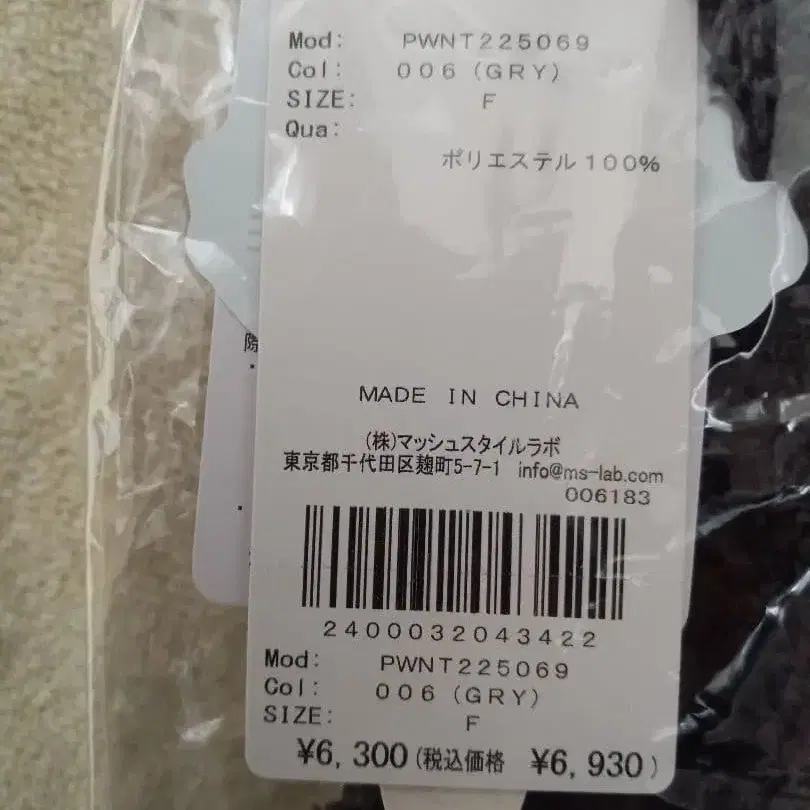 Mod: PWNT225069
Col: 006 (GRY)
SIZE: F
Qua:
ポリエステル100%
際
MADE IN CHINA
(株)マッシュスタイルラボ
東京都千代田区麹町5-7-1 info@ms-lab.com
006183
2400032043422
Mod: PWNT225069
Col: 006 (GRY)
SIZE: F
¥6,300(税込価格 ¥6,930)